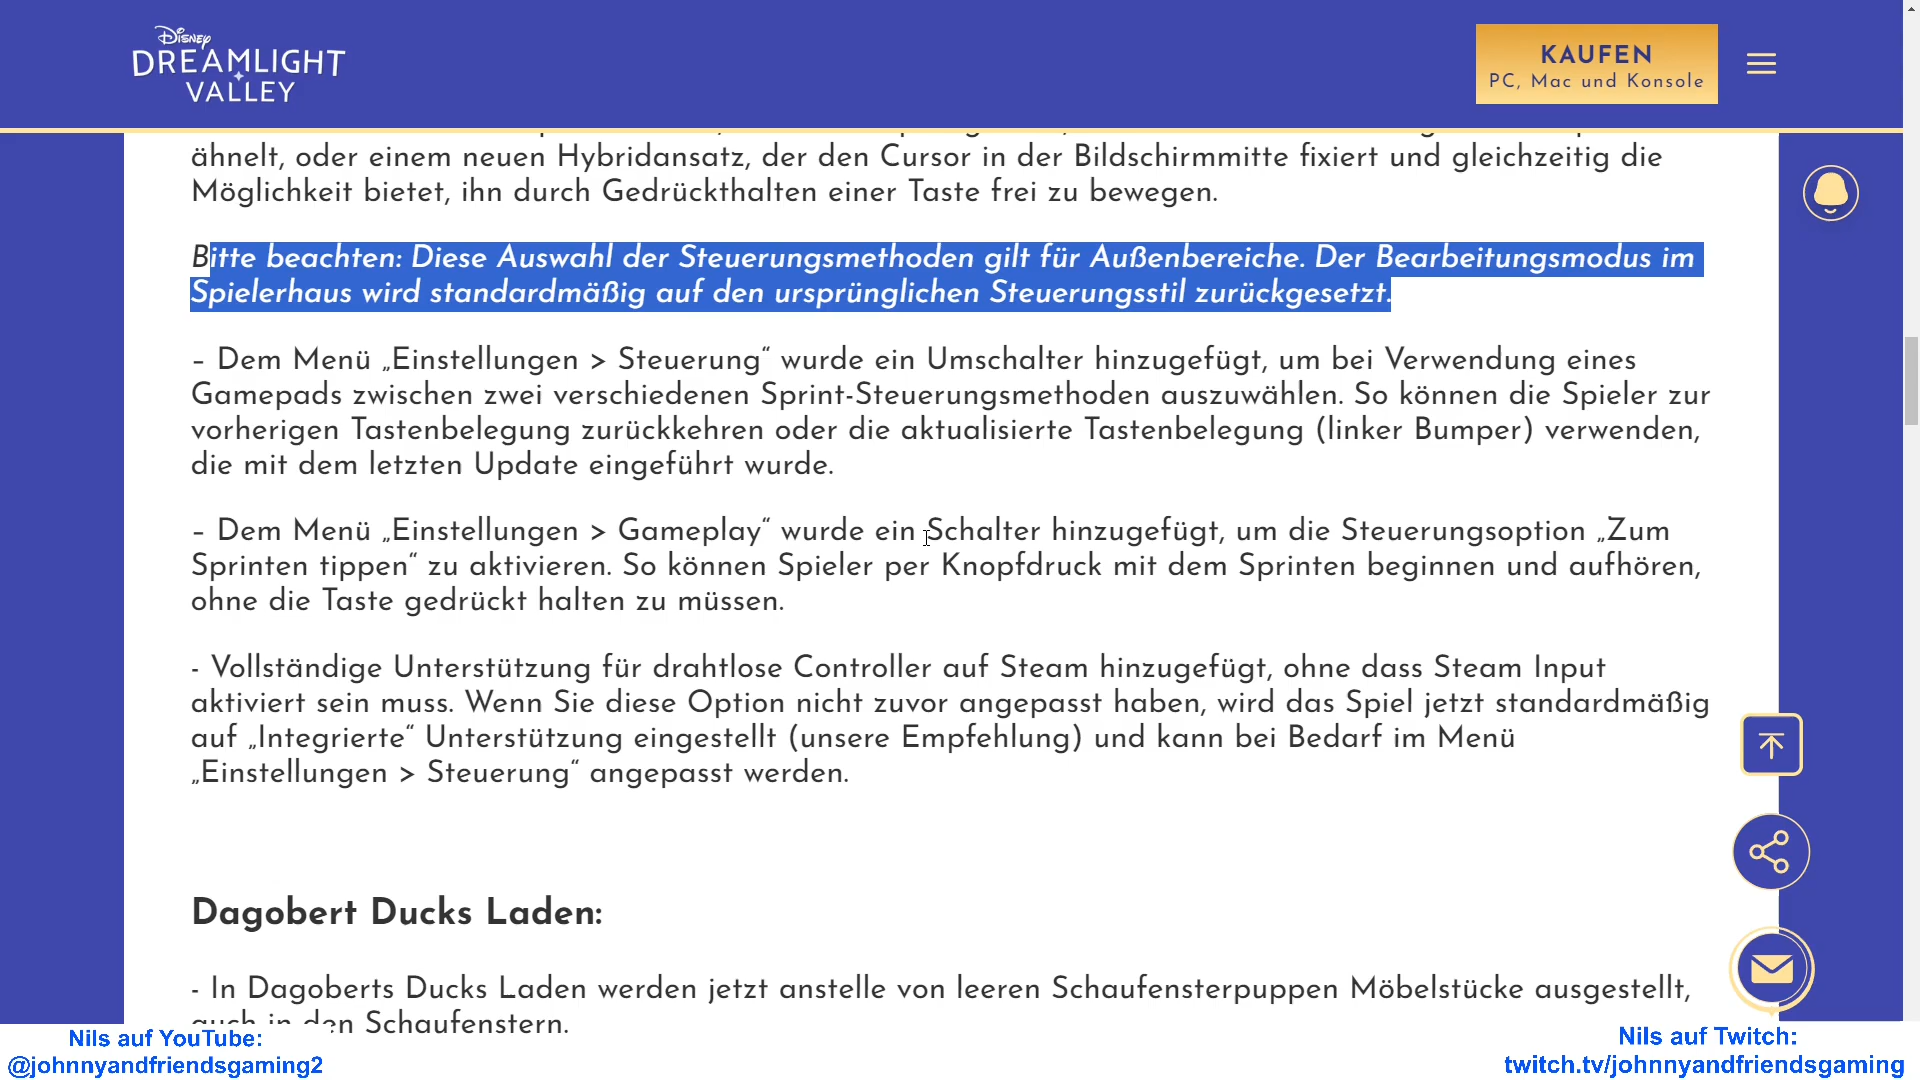 Disney
DREAMLIGHT
VALLEY
KAUFEN
PC, Mac und Konsole
ähnelt, oder einem neuen Hybridansatz, der den Cursor in der Bildschirmmitte fixiert und gleichzeitig die
Möglichkeit bietet, ihn durch Gedrückthalten einer Taste frei zu bewegen.
Bitte beachten: Diese Auswahl der Steuerungsmethoden gilt für Außenbereiche. Der Bearbeitungsmodus im
Spielerhaus wird standardmäßig auf den ursprünglichen Steuerungsstil zurückgesetzt.
– Dem Menü „Einstellungen > Steuerung“ wurde ein Umschalter hinzugefügt, um bei Verwendung eines
Gamepads zwischen zwei verschiedenen Sprint-Steuerungsmethoden auszuwählen. So können die Spieler zur
vorherigen Tastenbelegung zurückkehren oder die aktualisierte Tastenbelegung (linker Bumper) verwenden,
die mit dem letzten Update eingeführt wurde.
– Dem Menü „Einstellungen > Gameplay“ wurde ein Schalter hinzugefügt, um die Steuerungsoption „Zum
Sprinten tippen“ zu aktivieren. So können Spieler per Knopfdruck mit dem Sprinten beginnen und aufhören,
ohne die Taste gedrückt halten zu müssen.
- Vollständige Unterstützung für drahtlose Controller auf Steam hinzugefügt, ohne dass Steam Input
aktiviert sein muss. Wenn Sie diese Option nicht zuvor angepasst haben, wird das Spiel jetzt standardmäßig
auf „Integrierte“ Unterstützung eingestellt (unsere Empfehlung) und kann bei Bedarf im Menü
„Einstellungen > Steuerung“ angepasst werden.
Dagobert Ducks Laden:
- In Dagoberts Ducks Laden werden jetzt anstelle von leeren Schaufensterpuppen Möbelstücke ausgestellt,
auch in den Schaufenstern.
Nils auf YouTube:
@johnnyandfriendsgaming2
Nils auf Twitch:
twitch.tv/johnnyandfriendsgaming